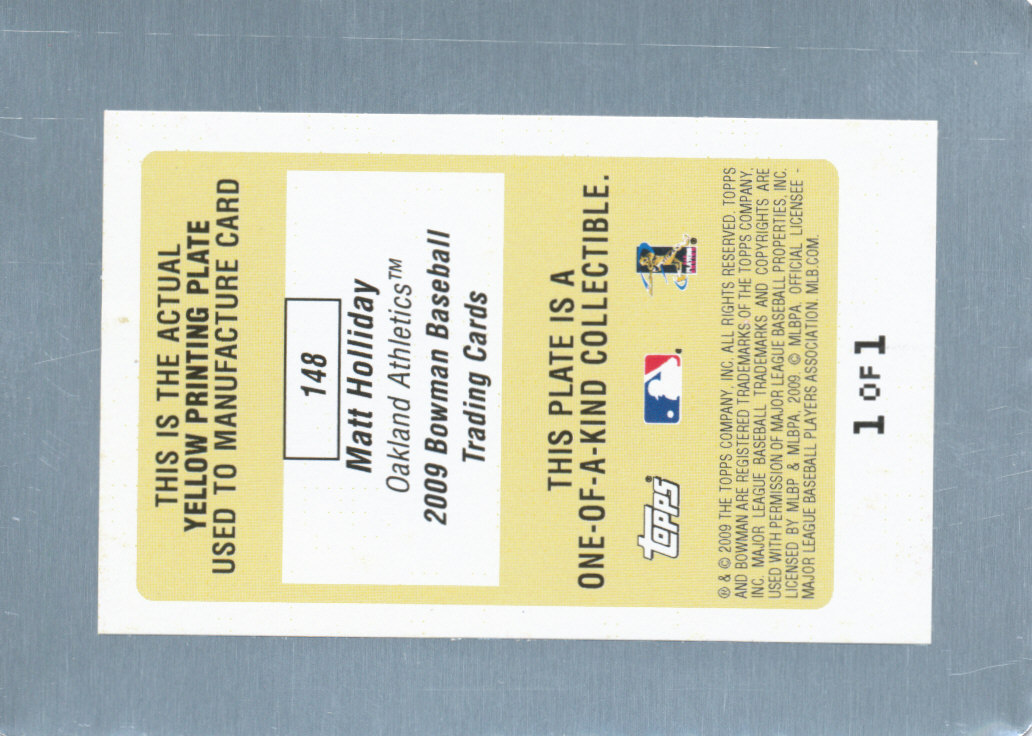 THIS IS THE ACTUAL
YELLOW PRINTING PLATE
USED TO MANUFACTURE CARD
148
Matt Holliday
Oakland Athletics™
2009 Bowman Baseball
Trading Cards
THIS PLATE IS A
ONE-OF-A-KIND COLLECTIBLE.
topps®
® & © 2009 THE TOPPS COMPANY, INC. ALL RIGHTS RESERVED. TOPPS
AND BOWMAN ARE REGISTERED TRADEMARKS OF THE TOPPS COMPANY,
INC. MAJOR LEAGUE BASEBALL TRADEMARKS AND COPYRIGHTS ARE
USED WITH PERMISSION OF MAJOR LEAGUE BASEBALL PROPERTIES, INC.
LICENSED BY MLBP & MLBPA, 2009. © MLBPA, OFFICIAL LICENSEE -
MAJOR LEAGUE BASEBALL PLAYERS ASSOCIATION. MLB.COM.
1 OF 1